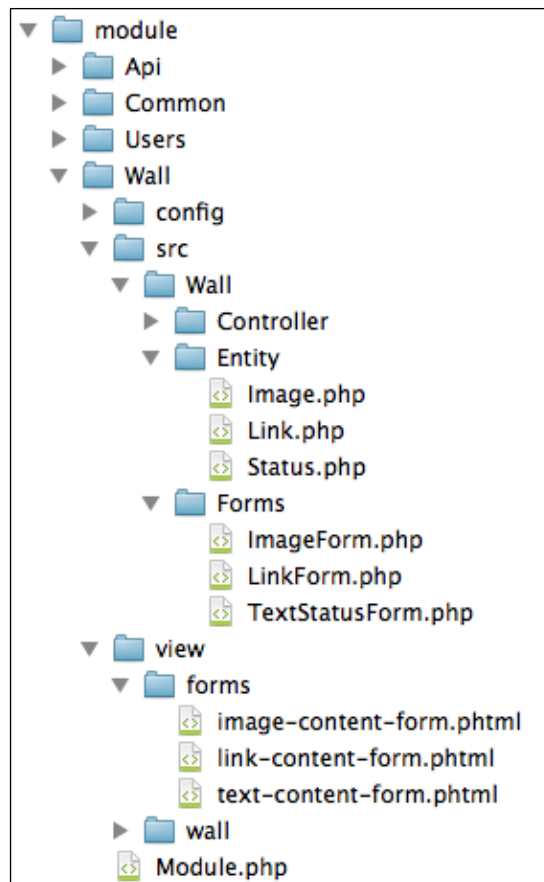 module
Api
Common
Users
Wall
config
src
Wall
Controller
Entity
Image.php
Link.php
Status.php
Forms
ImageForm.php
LinkForm.php
TextStatusForm.php
view
forms
image-content-form.phtml
link-content-form.phtml
text-content-form.phtml
wall
Module.php